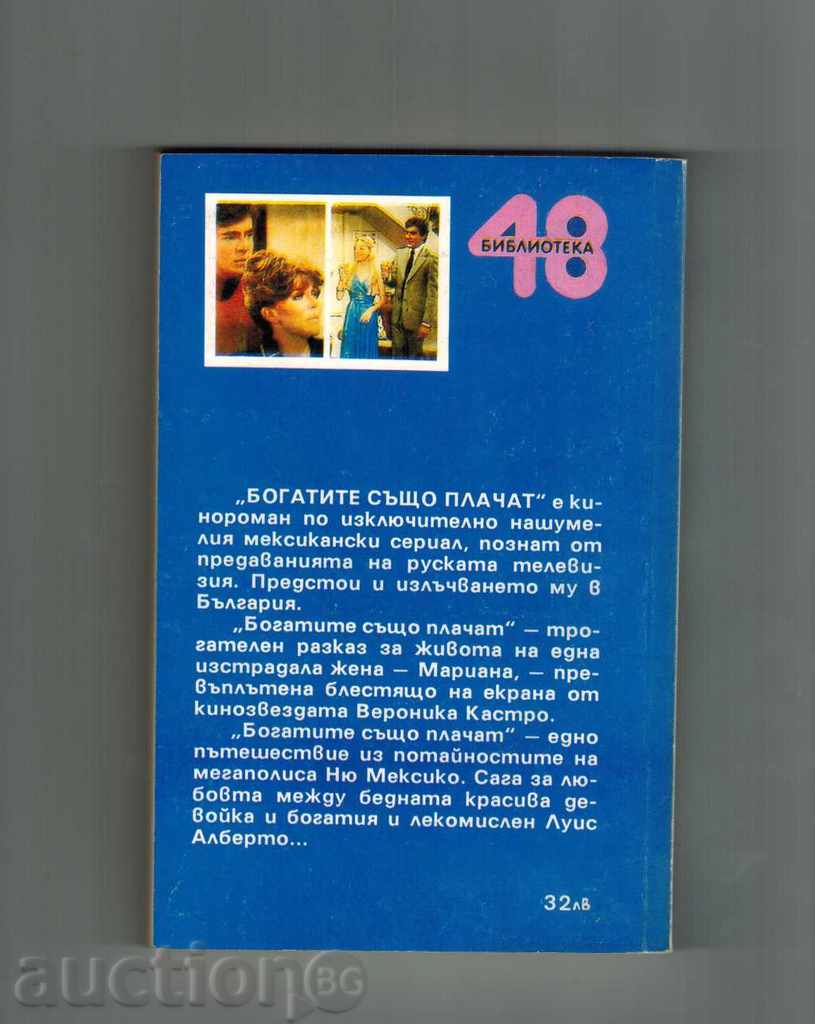 48
БИБЛИОТЕКА
„БОГАТИТЕ СЪЩО ПЛАЧАТ“ е ки-
нороман по изключително нашуме-
лия мексикански сериал, познат от
предаванията на руската телеви-
зия. Предстои и излъчването му в
България.
„Богатите също плачат“ – тро-
гателен разказ за живота на една
изстрадала жена – Мариана, – пре-
въплътена блестящо на екрана от
кинозвездата Вероника Кастро.
„Богатите също плачат“ – едно
пътешествие из потайностите на
мегаполиса Ню Мексико. Сага за лю-
бовта между бедната красива де-
войка и богатия и лекомислен Луис
Алберто...
32лв
auctionBG